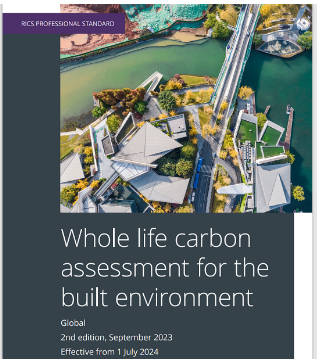 RICS PROFESSIONAL STANDARD
Whole life carbon
assessment for the
built environment
Global
2nd edition, September 2023
Effective from 1 July 2024